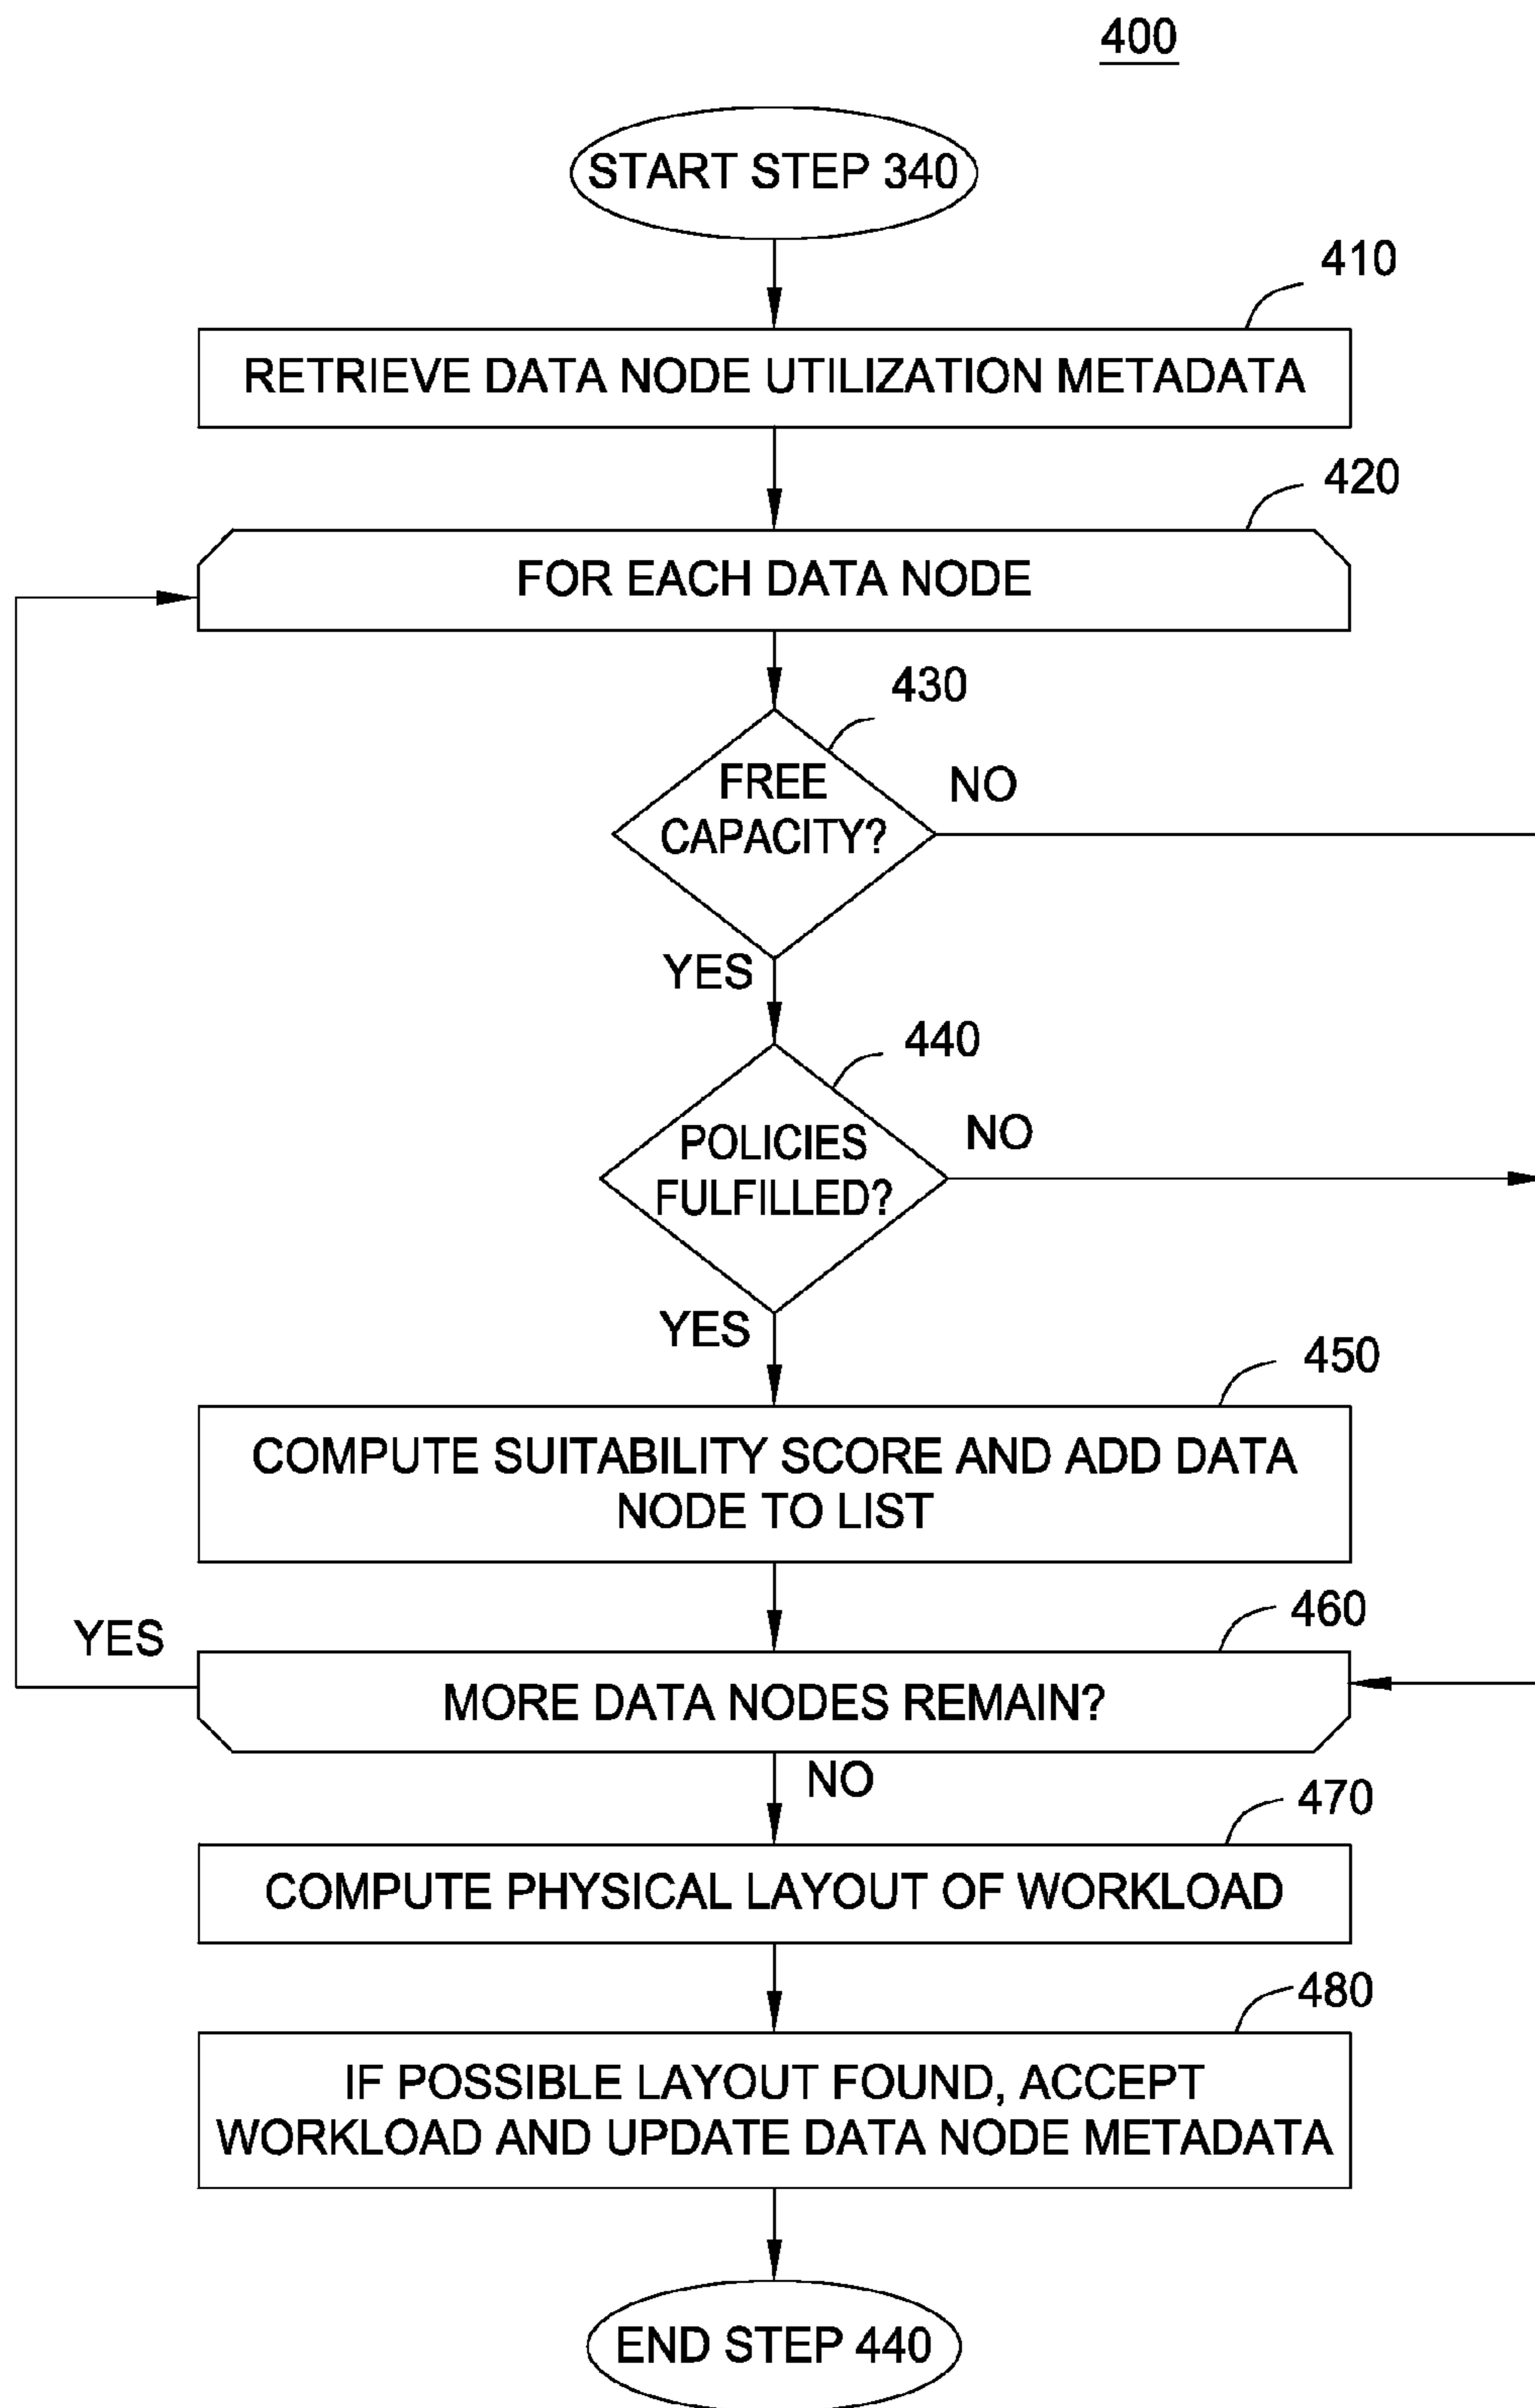 400
START STEP 340
410
RETRIEVE DATA NODE UTILIZATION METADATA
420
FOR EACH DATA NODE
430
FREE
CAPACITY?
NO
YES
440
POLICIES
FULFILLED?
NO
YES
450
COMPUTE SUITABILITY SCORE AND ADD DATA
NODE TO LIST
460
YES
MORE DATA NODES REMAIN?
NO
470
COMPUTE PHYSICAL LAYOUT OF WORKLOAD
480
IF POSSIBLE LAYOUT FOUND, ACCEPT
WORKLOAD AND UPDATE DATA NODE METADATA
END STEP 440